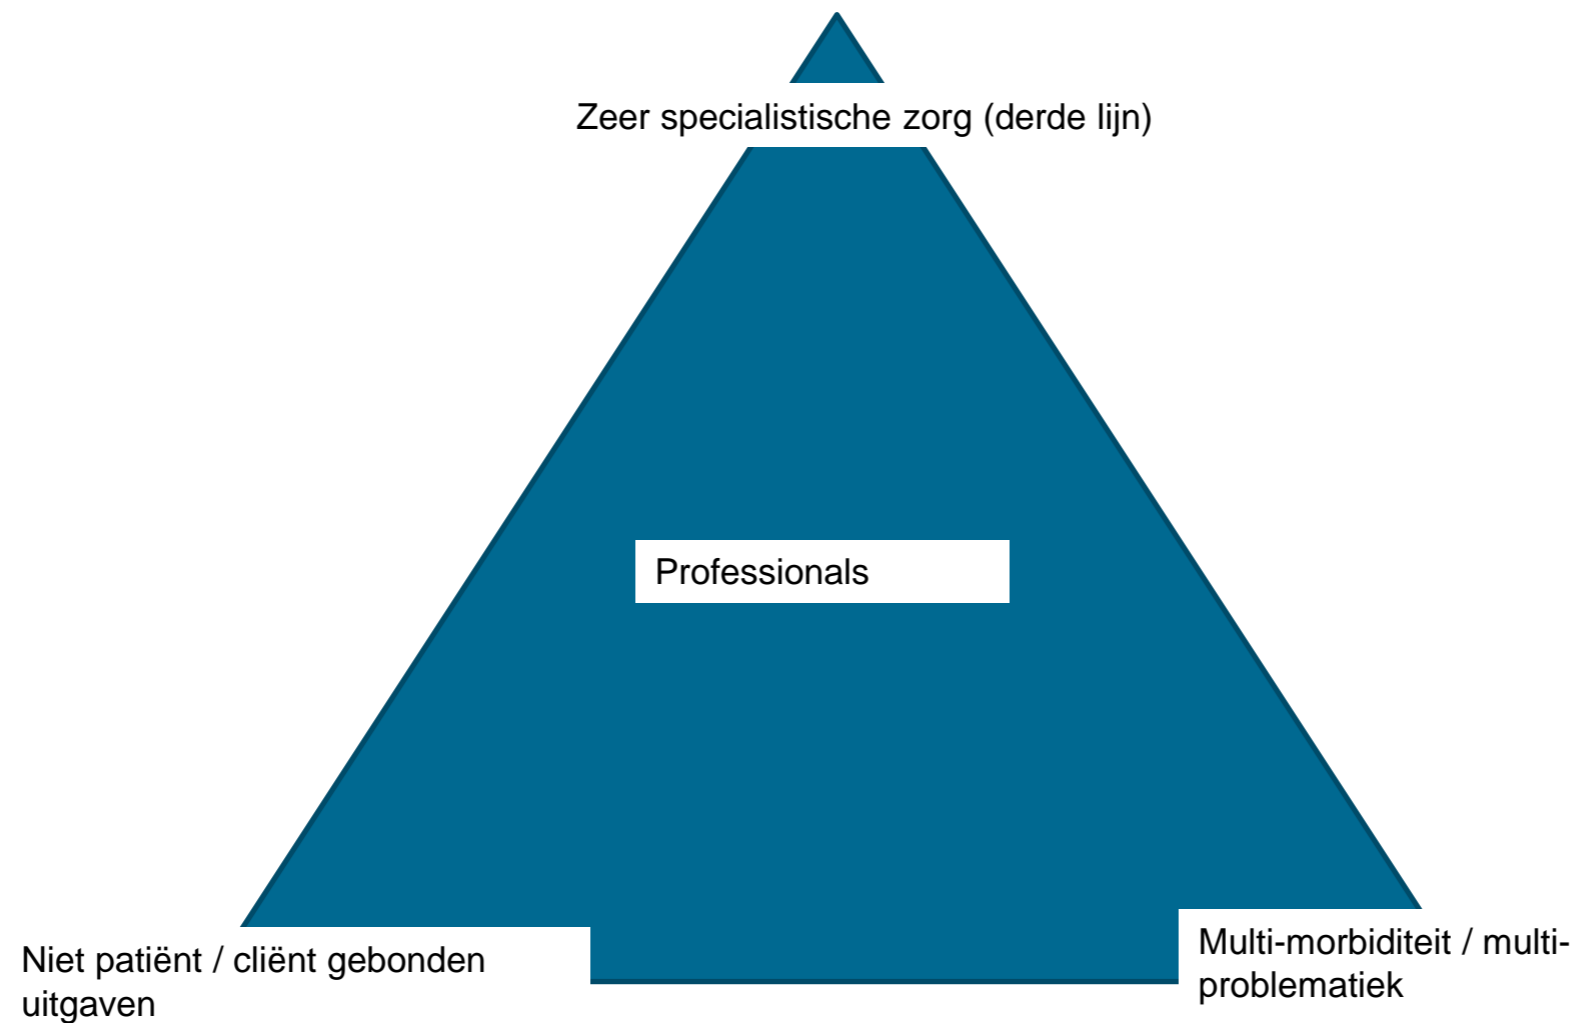 Zeer specialistische zorg (derde lijn)
Professionals
Niet patiënt / cliënt gebonden
uitgaven
Multi-morbiditeit / multi-
problematiek